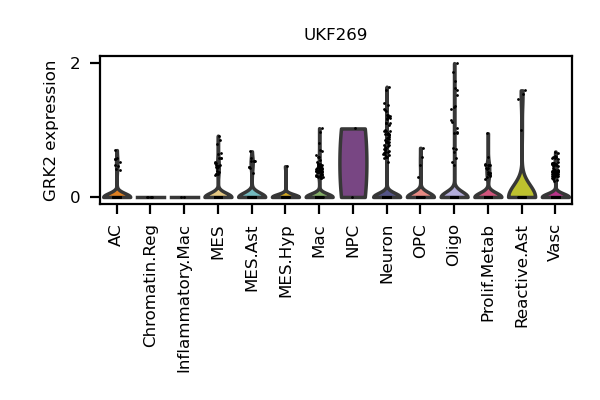 UKF269
GRK2 expression
2
0
AC
Chromatin.Reg
Inflammatory.Mac
MES
MES.Ast
MES.Hyp
Mac
NPC
Neuron
OPC
Oligo
Prolif.Metab
Reactive.Ast
Vasc